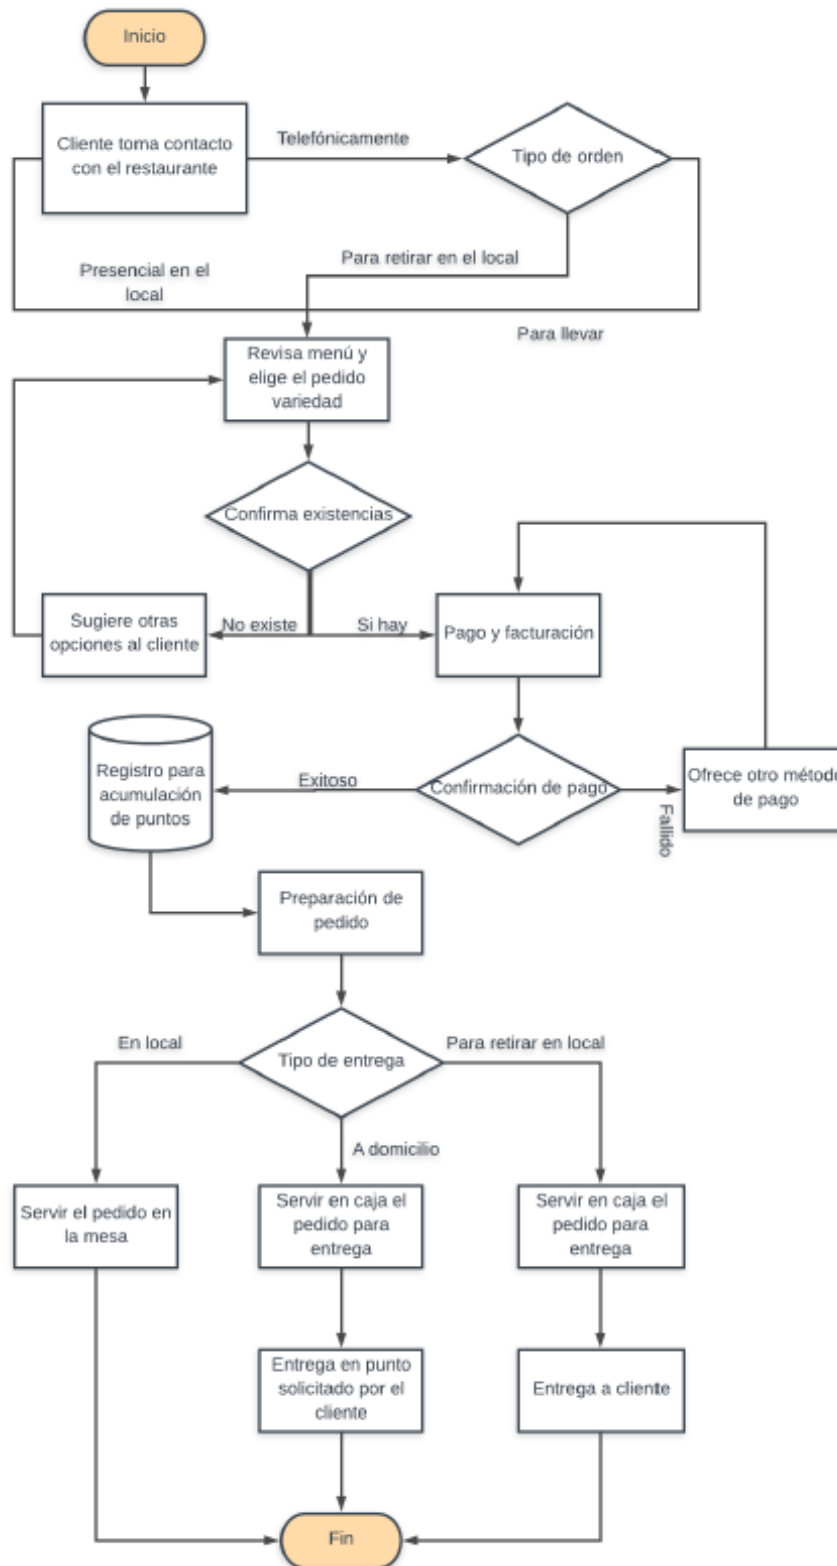 Inicio
Cliente toma contacto
con el restaurante
Telefónicamente
Tipo de orden
Presencial en el
local
Para retirar en el local
Para llevar
Revisa menú y
elige el pedido
variedad
Confirma existencias
Sugiere otras
opciones al cliente
No existe
Si hay
Pago y facturación
Registro para
acumulación
de puntos
Exitoso
Confirmación de pago
Fallido
Ofrece otro método
de pago
Preparación de
pedido
En local
Tipo de entrega
Para retirar en local
A domicilio
Servir el pedido en
la mesa
Servir en caja el
pedido para
entrega
Servir en caja el
pedido para
entrega
Entrega en punto
solicitado por el
cliente
Entrega a cliente
Fin